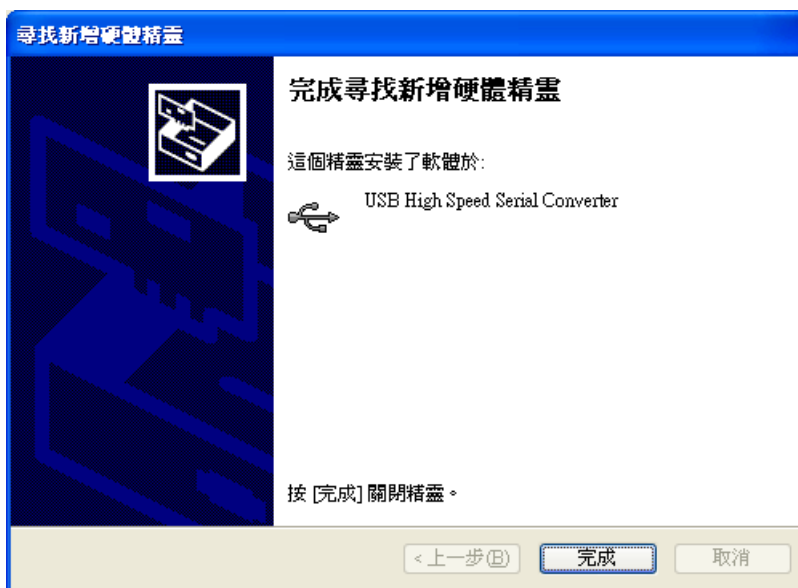 尋找新增硬體精靈
完成尋找新增硬體精靈
這個精靈安裝了軟體於:
USB High Speed Serial Converter
按 [完成] 關閉精靈。
< 上一步(B)
完成
取消